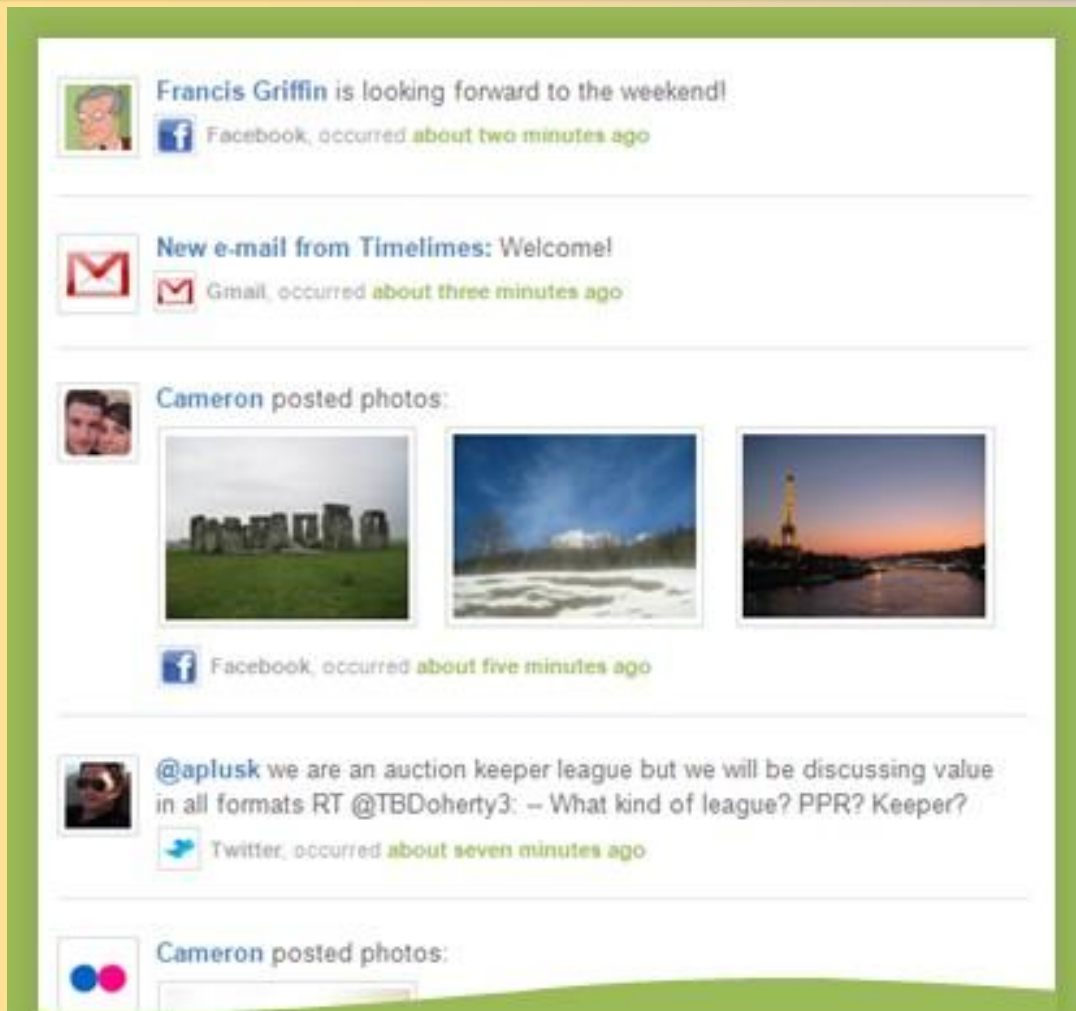 Francis Griffin is looking forward to the weekend!
Facebook, occurred about two minutes ago
New e-mail from Timelimes: Welcome!
Gmail, occurred about three minutes ago
Cameron posted photos:
Facebook, occurred about five minutes ago
@aplusk we are an auction keeper league but we will be discussing value
in all formats RT @TBDoherty3: – What kind of league? PPR? Keeper?
Twitter, occurred about seven minutes ago
Cameron posted photos: